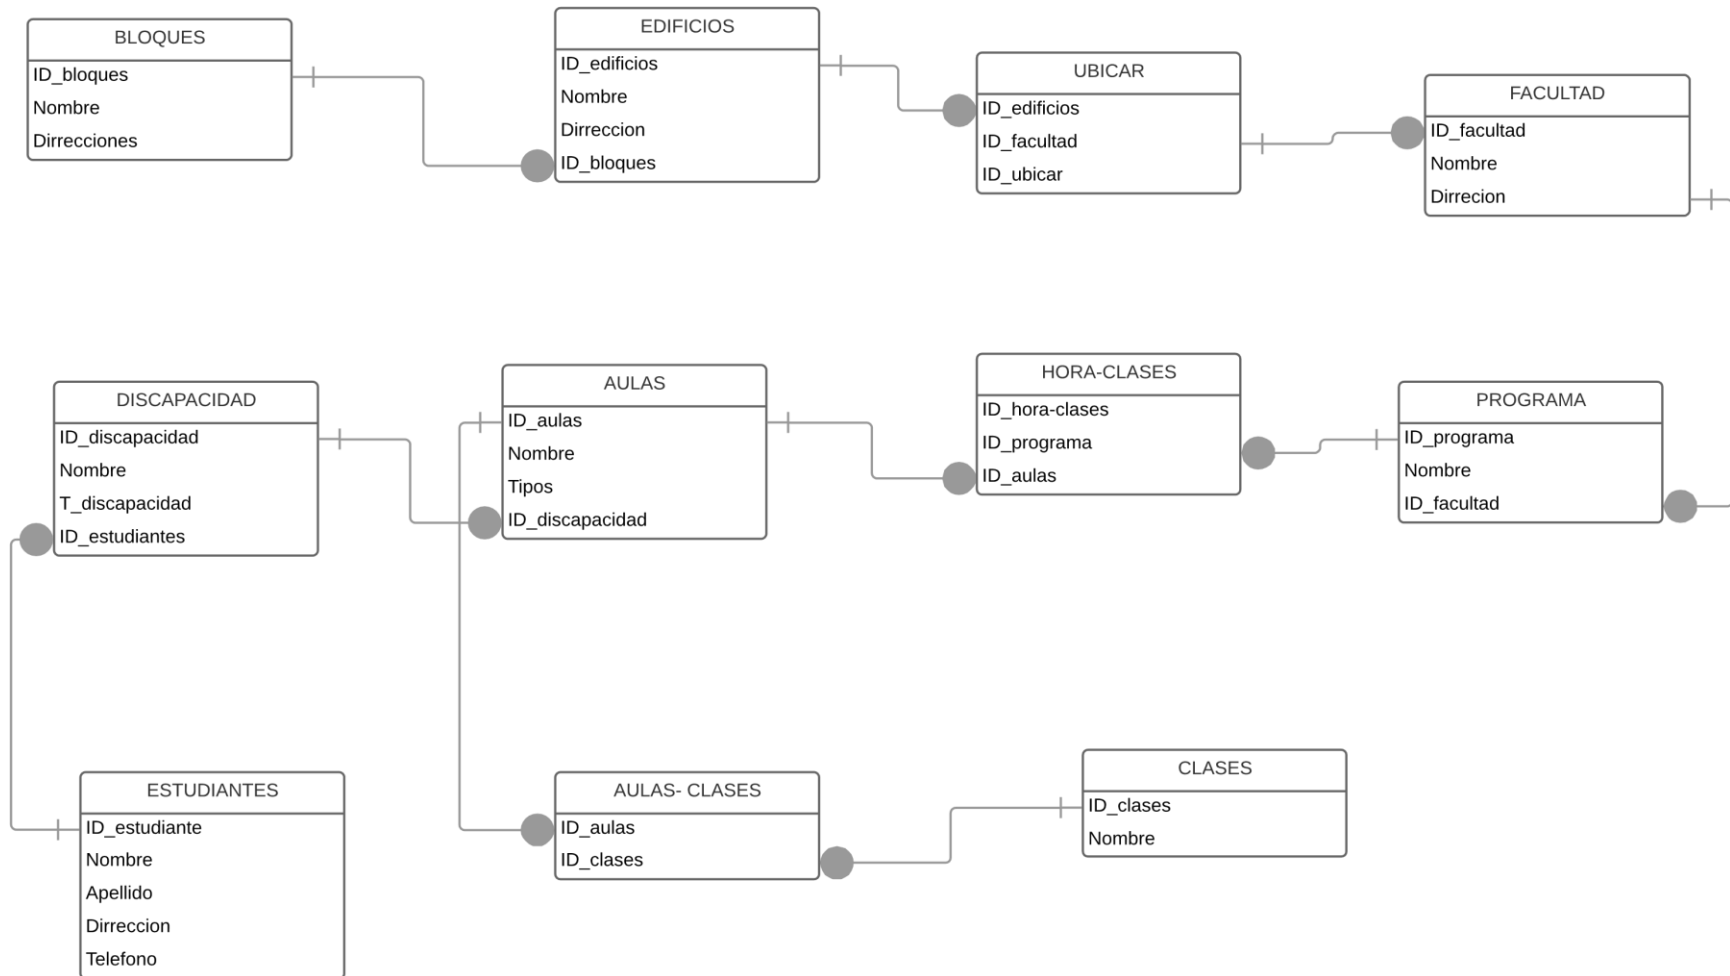 BLOQUES
ID_bloques
Nombre
Dirrecciones
EDIFICIOS
ID_edificios
Nombre
Dirreccion
ID_bloques
UBICAR
ID_edificios
ID_facultad
ID_ubicar
FACULTAD
ID_facultad
Nombre
Dirrecion
DISCAPACIDAD
ID_discapacidad
Nombre
T_discapacidad
ID_estudiantes
AULAS
ID_aulas
Nombre
Tipos
ID_discapacidad
HORA-CLASES
ID_hora-clases
ID_programa
ID_aulas
PROGRAMA
ID_programa
Nombre
ID_facultad
ESTUDIANTES
ID_estudiante
Nombre
Apellido
Dirreccion
Telefono
AULAS- CLASES
ID_aulas
ID_clases
CLASES
ID_clases
Nombre